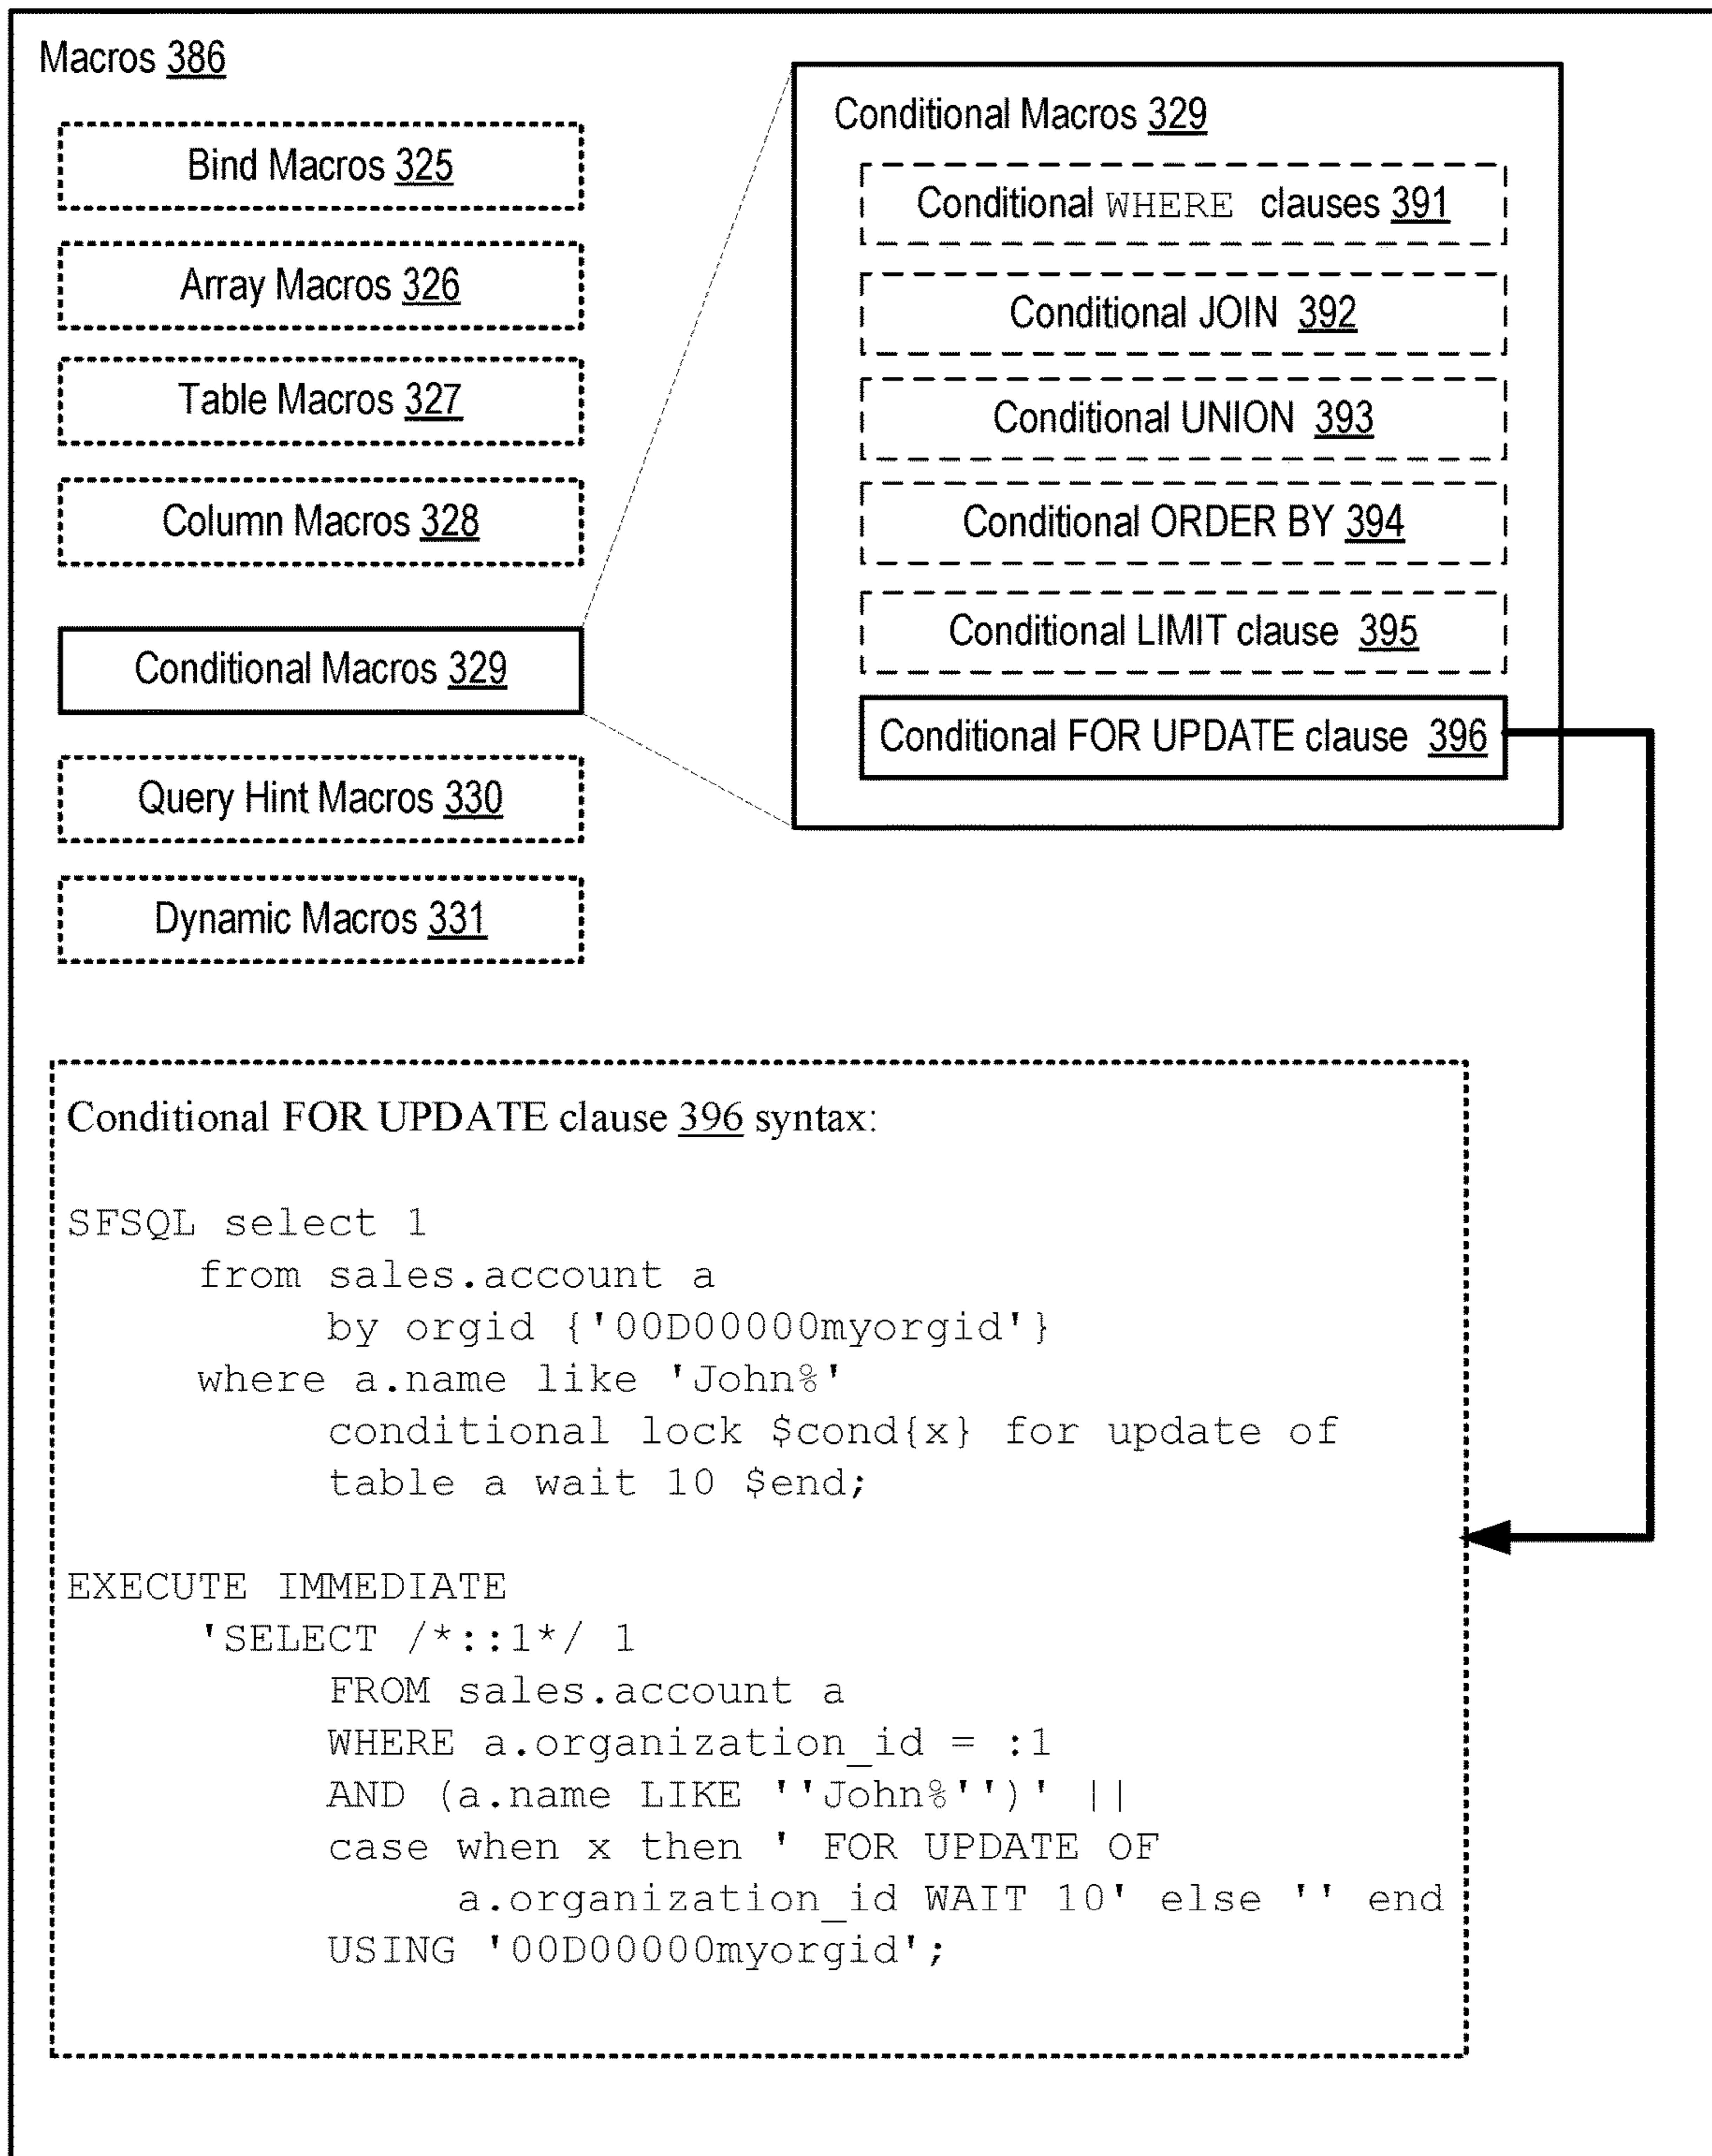 Macros 386
Bind Macros 325
Array Macros 326
Table Macros 327
Column Macros 328
Conditional Macros 329
Query Hint Macros 330
Dynamic Macros 331
Conditional Macros 329
Conditional WHERE clauses 391
Conditional JOIN 392
Conditional UNION 393
Conditional ORDER BY 394
Conditional LIMIT clause 395
Conditional FOR UPDATE clause 396
Conditional FOR UPDATE clause 396 syntax:
SFSQL select 1
from sales.account a
by orgid {'00D00000myorgid'}
where a.name like 'John%'
conditional lock $cond{x} for update of
table a wait 10 $end;
EXECUTE IMMEDIATE
'SELECT /*::1*/ 1
FROM sales.account a
WHERE a.organization_id = :1
AND (a.name LIKE ''John%'')' ||
case when x then ' FOR UPDATE OF
a.organization_id WAIT 10' else '' end
USING '00D00000myorgid';